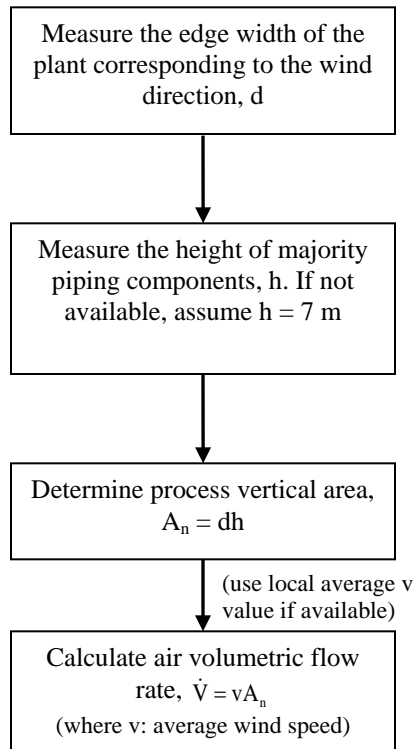 Measure the edge width of the
plant corresponding to the wind
direction, d
Measure the height of majority
piping components, h. If not
available, assume h = 7 m
Determine process vertical area,
Aₙ = dh
(use local average v
value if available)
Calculate air volumetric flow
rate, V̇ = vAₙ
(where v: average wind speed)